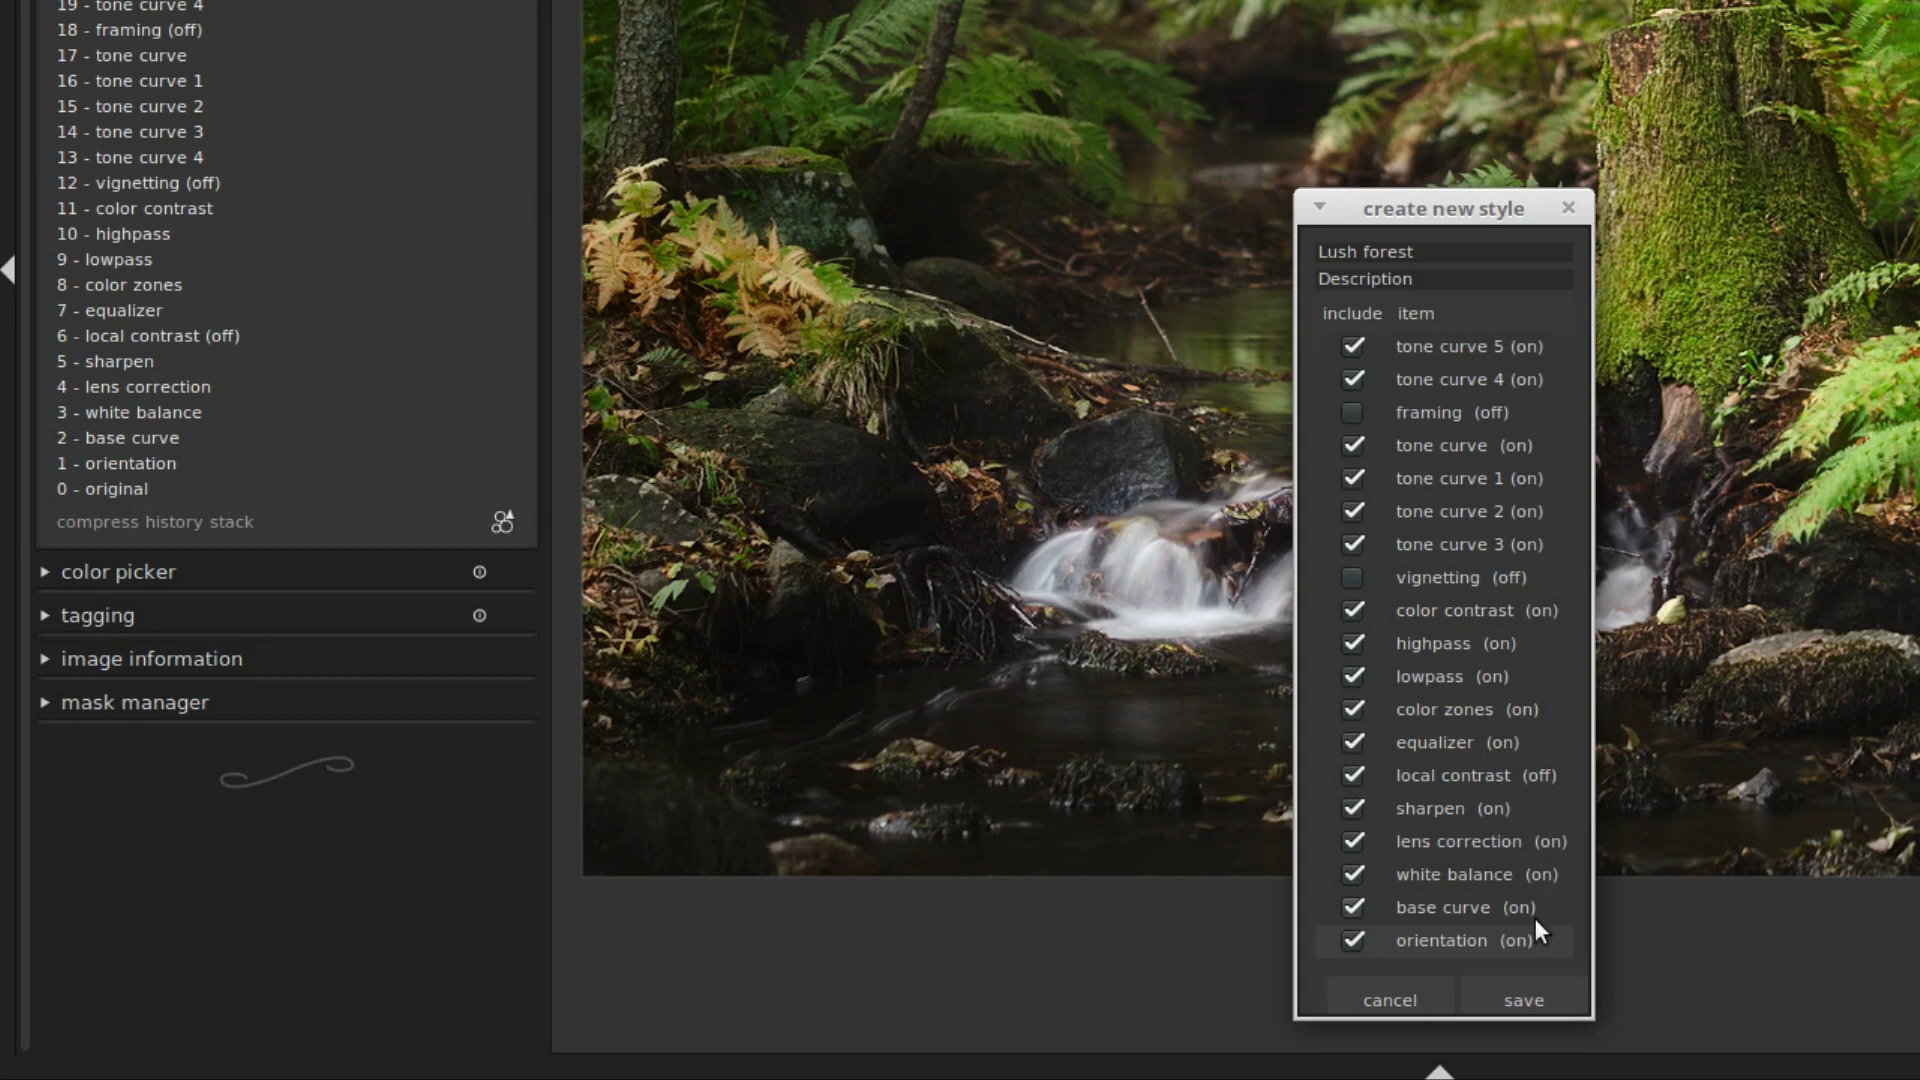 19 - tone curve 4
18 - framing (off)
17 - tone curve
16 - tone curve 1
15 - tone curve 2
14 - tone curve 3
13 - tone curve 4
12 - vignetting (off)
11 - color contrast
10 - highpass
9 - lowpass
8 - color zones
7 - equalizer
6 - local contrast (off)
5 - sharpen
4 - lens correction
3 - white balance
2 - base curve
1 - orientation
0 - original
compress history stack
color picker
tagging
image information
mask manager
create new style
Lush forest
Description
include item
tone curve 5 (on)
tone curve 4 (on)
framing (off)
tone curve (on)
tone curve 1 (on)
tone curve 2 (on)
tone curve 3 (on)
vignetting (off)
color contrast (on)
highpass (on)
lowpass (on)
color zones (on)
equalizer (on)
local contrast (off)
sharpen (on)
lens correction (on)
white balance (on)
base curve (on)
orientation (on)
cancel save